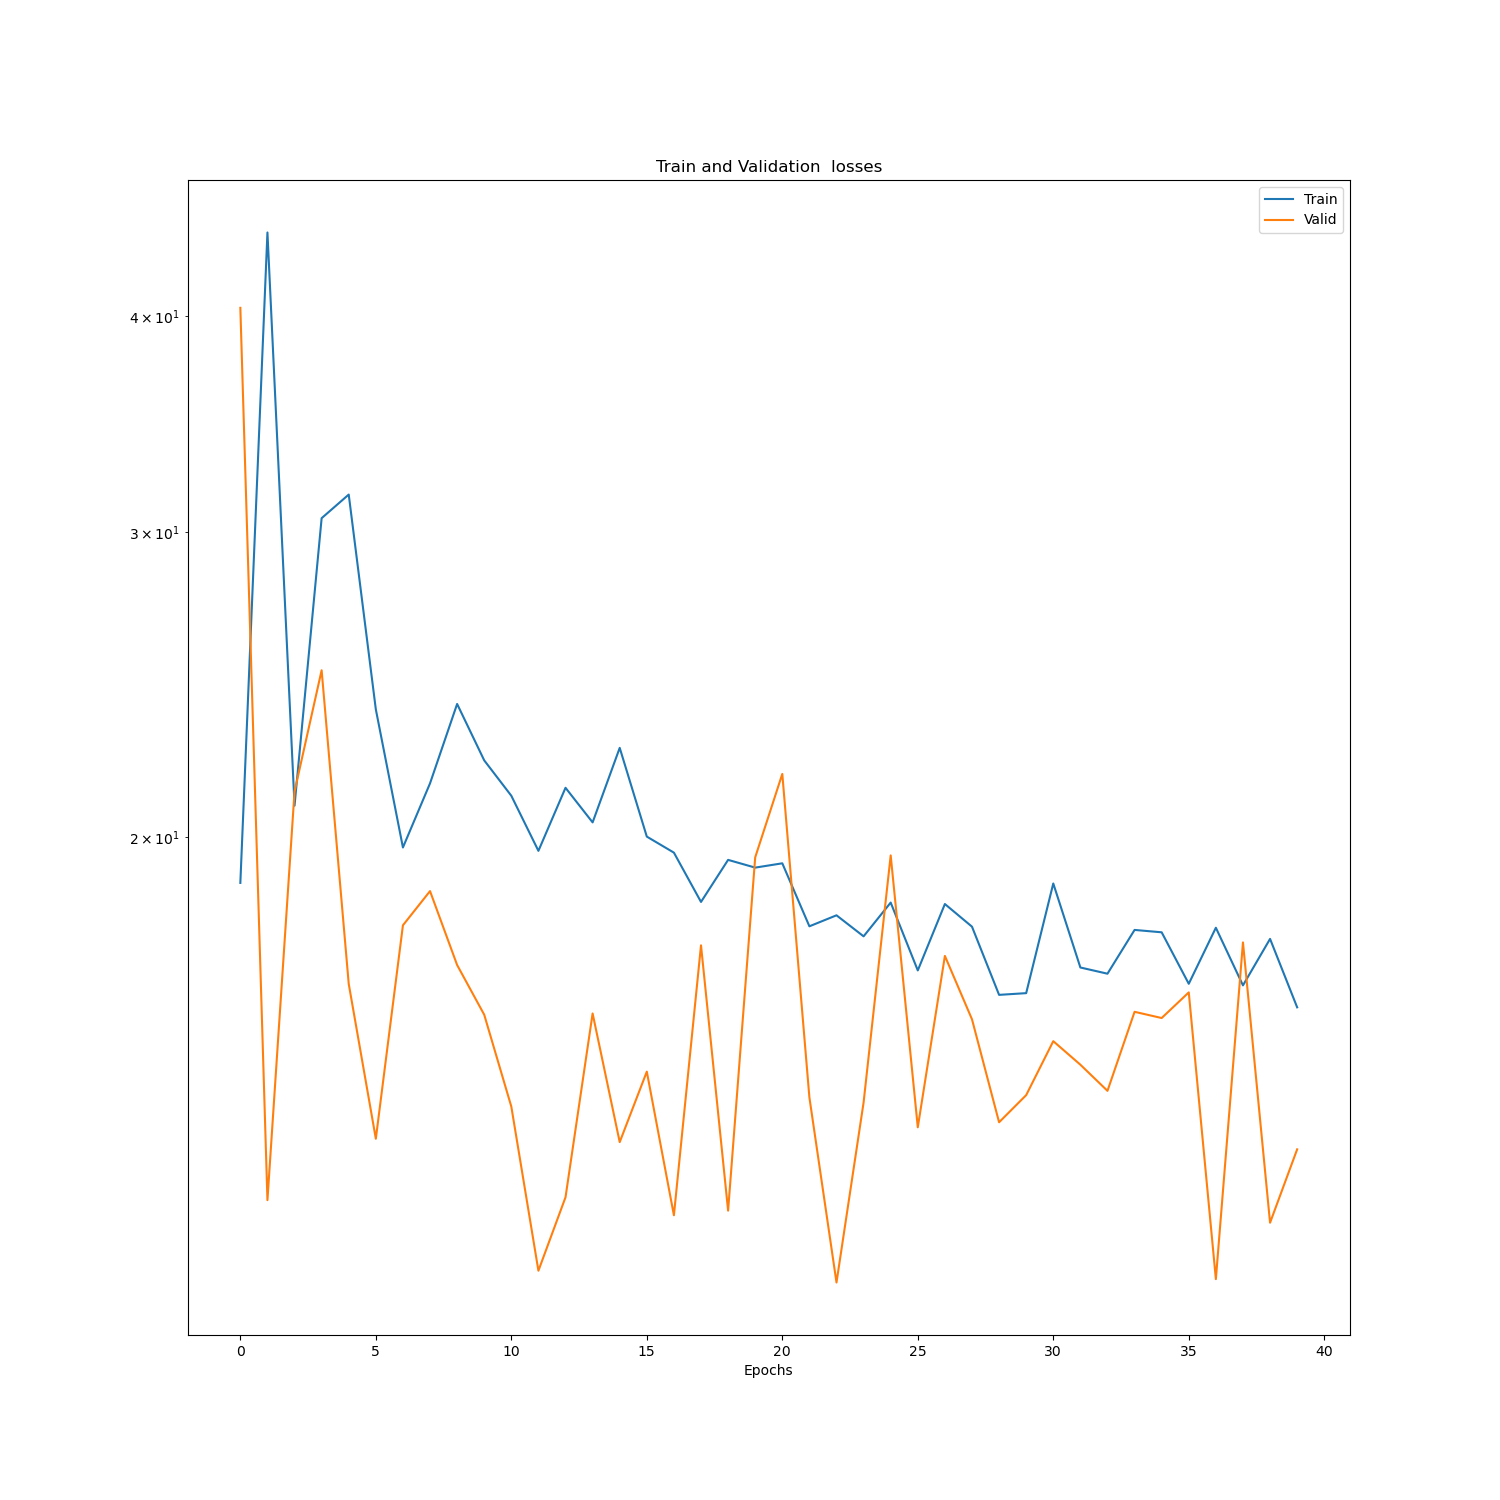 Train and Validation  losses
Train
Valid
4 × 10¹
3 × 10¹
2 × 10¹
0 5 10 15 20 25 30 35 40
Epochs